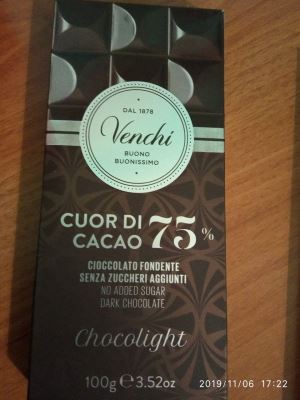 DAL 1878
Venchi
BUONO
BUONISSIMO
CUOR DI
CACAO 75%
CIOCCOLATO FONDENTE
SENZA ZUCCHERI AGGIUNTI
NO ADDED SUGAR
DARK CHOCOLATE
Chocolight
100g ℮ 3.52oz
2019/11/06 17:22